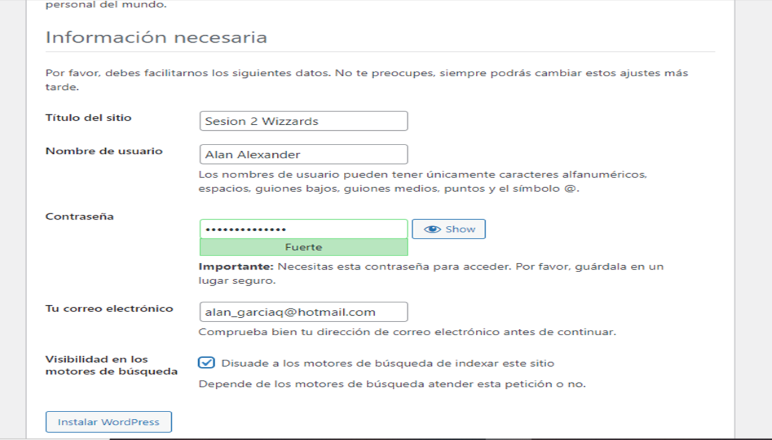 personal del mundo.
Información necesaria
Por favor, debes facilitarnos los siguientes datos. No te preocupes, siempre podrás cambiar estos ajustes más
tarde.
Título del sitio
Sesion 2 Wizzards
Nombre de usuario
Alan Alexander
Los nombres de usuario pueden tener únicamente caracteres alfanuméricos,
espacios, guiones bajos, guiones medios, puntos y el símbolo @.
Contraseña
••••••••••••••
Show
Fuerte
Importante: Necesitas esta contraseña para acceder. Por favor, guárdala en un
lugar seguro.
Tu correo electrónico
alan_garciaq@hotmail.com
Comprueba bien tu dirección de correo electrónico antes de continuar.
Visibilidad en los
motores de búsqueda
Disuade a los motores de búsqueda de indexar este sitio
Depende de los motores de búsqueda atender esta petición o no.
Instalar WordPress